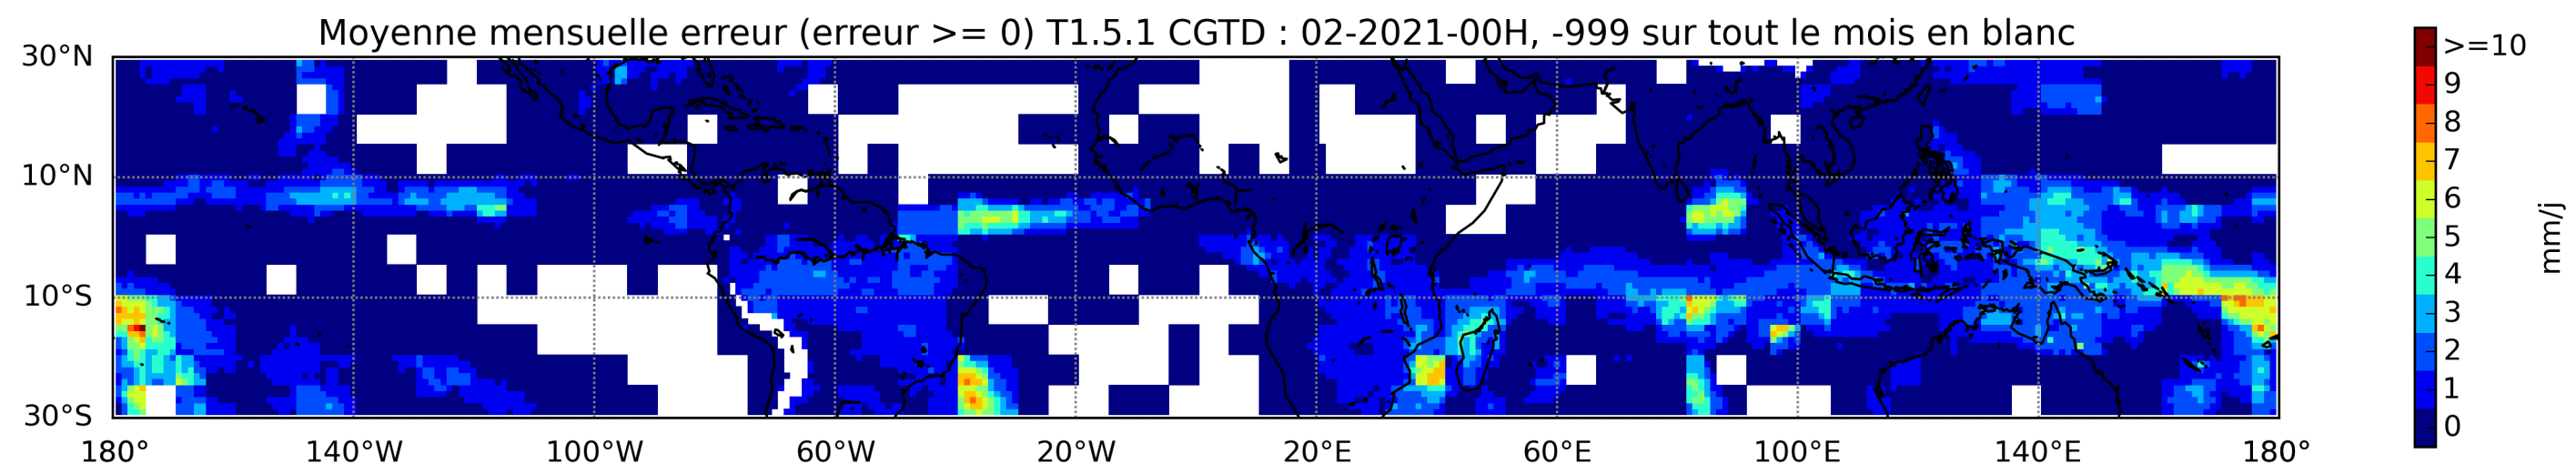 Moyenne mensuelle erreur (erreur >= 0) T1.5.1 CGTD : 02-2021-00H, -999 sur tout le mois en blanc
30°N
10°N
10°S
30°S
180° 140°W 100°W 60°W 20°W 20°E 60°E 100°E 140°E 180°
>=10
9
8
7
6
5
4
3
2
1
0
mm/j